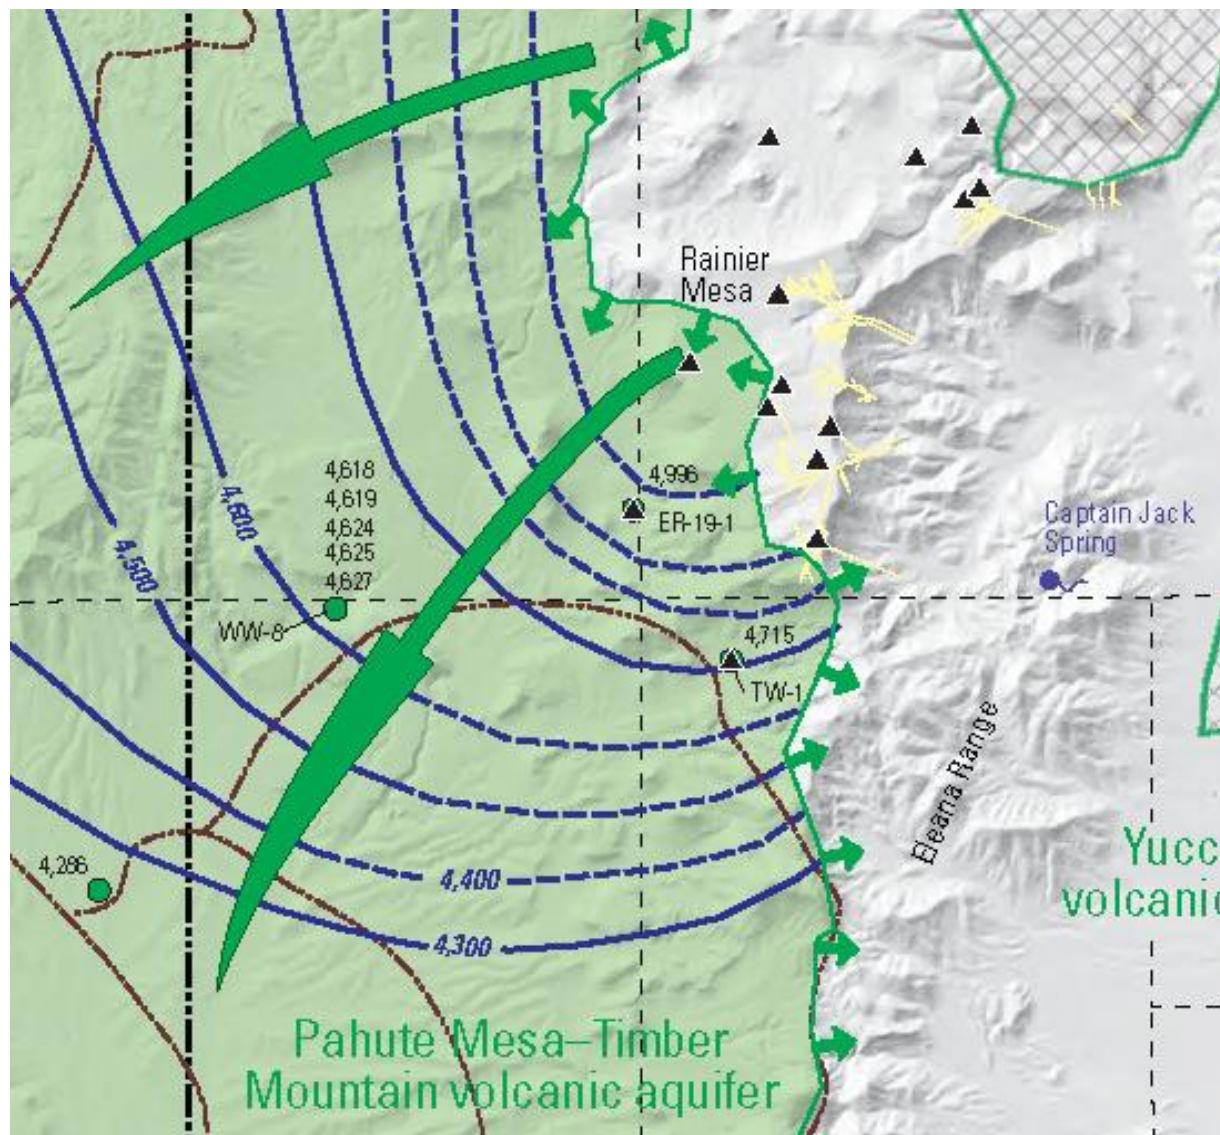 Rainier
Mesa
4,618
4,619
4,624
4,625
4,627
4,996
ER-19-1
4,600
4,500
Captain Jack
Spring
WW-8
4,715
TW-1
Eleana Range
4,286
4,400
4,300
Yucc
volcanic
Pahute Mesa–Timber
Mountain volcanic aquifer